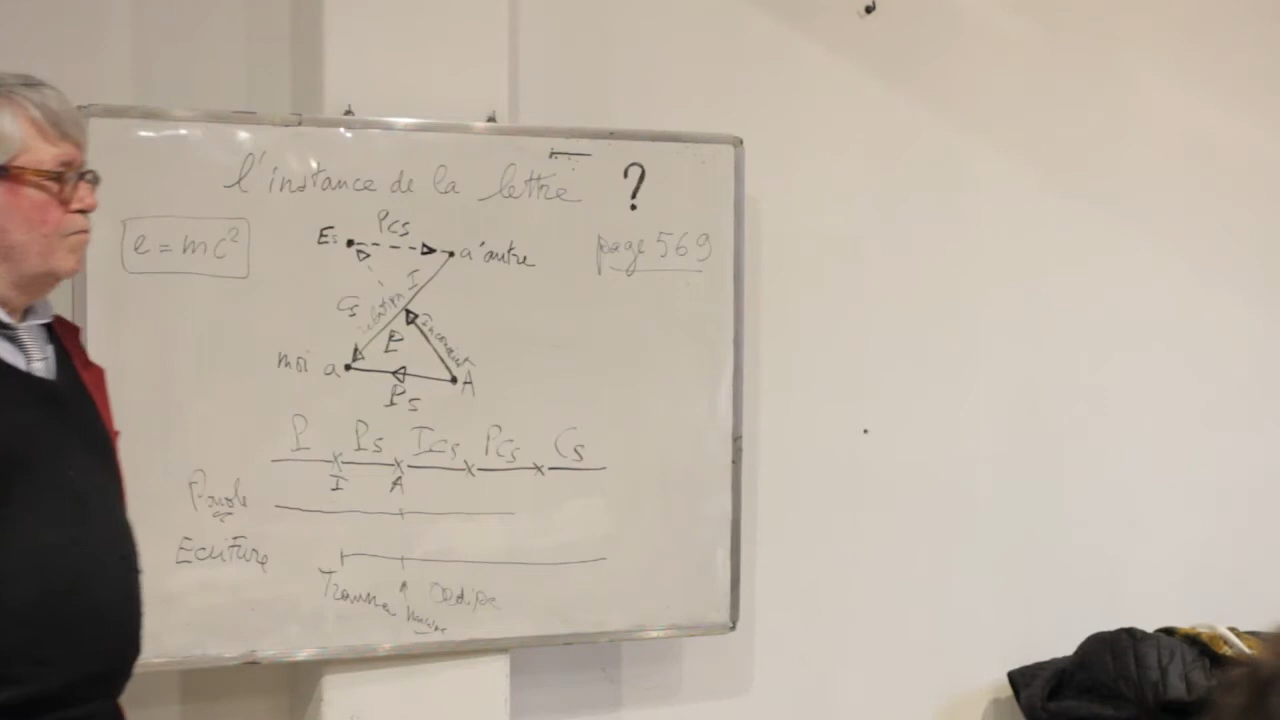 l'instance de la lettre ?
e = mc²
page 569
Es Pcs a'autre
I
Cs relation
P Inconscient
moi a A
Ps
P Ps Ics Pcs Cs
I A
Parole
Ecriture
Trauma Oedipe